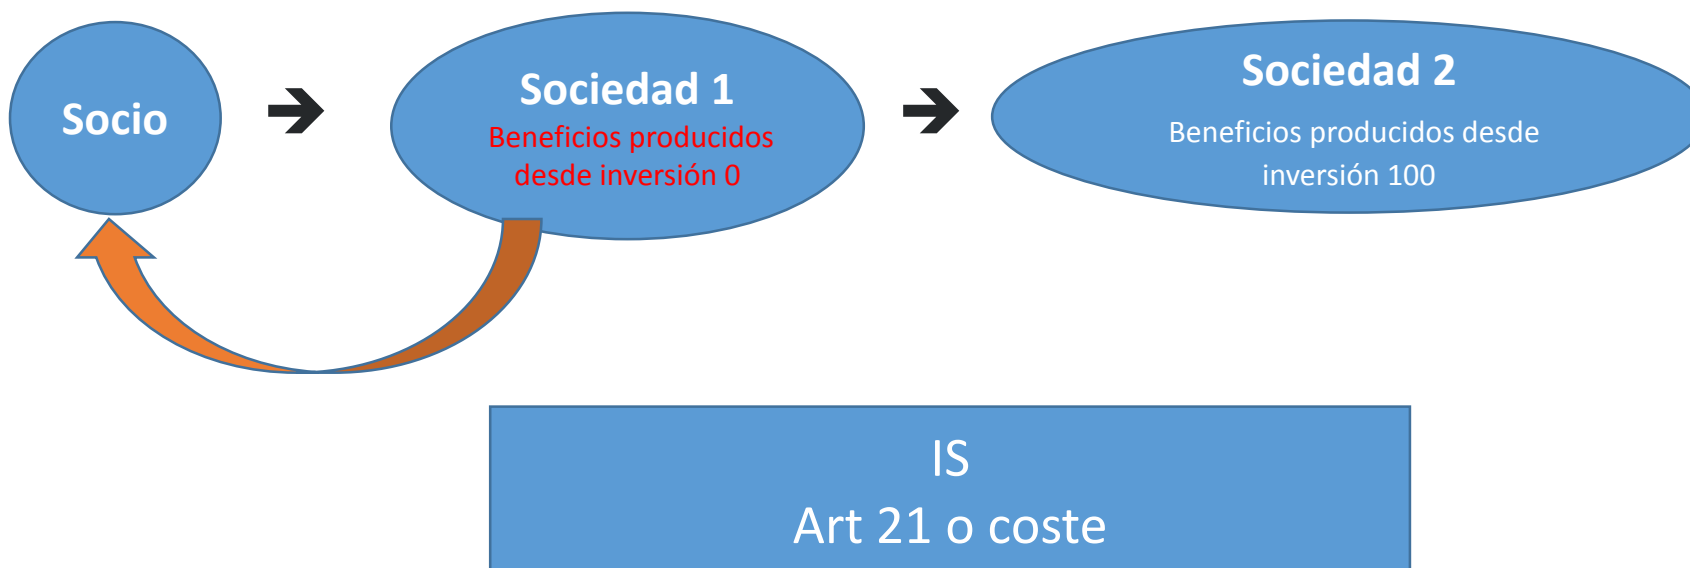 Socio
Sociedad 1
Beneficios producidos
desde inversión 0
Sociedad 2
Beneficios producidos desde
inversión 100
IS
Art 21 o coste